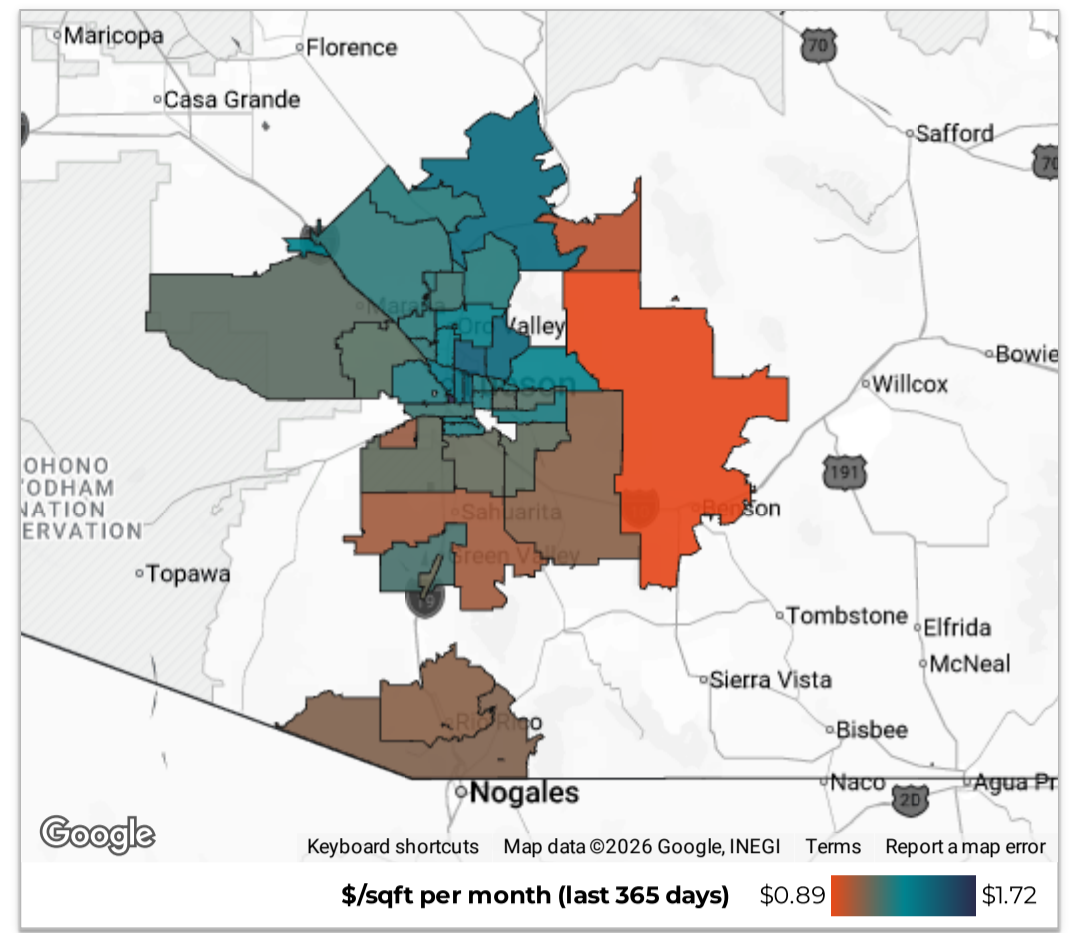 Maricopa
Florence
70
Casa Grande
Safford
70
Marana
Oro Valley
Bowie
Tucson
Willcox
OHONO
'ODHAM
NATION
ERVATION
191
Benson
Sahuarita
Green Valley
Topawa
19
Tombstone
Elfrida
McNeal
Sierra Vista
Rio Rico
Bisbee
Naco
Agua Pr
Nogales
2D
Google
Keyboard shortcuts
Map data ©2026 Google, INEGI
Terms
Report a map error
$/sqft per month (last 365 days)
$0.89
$1.72